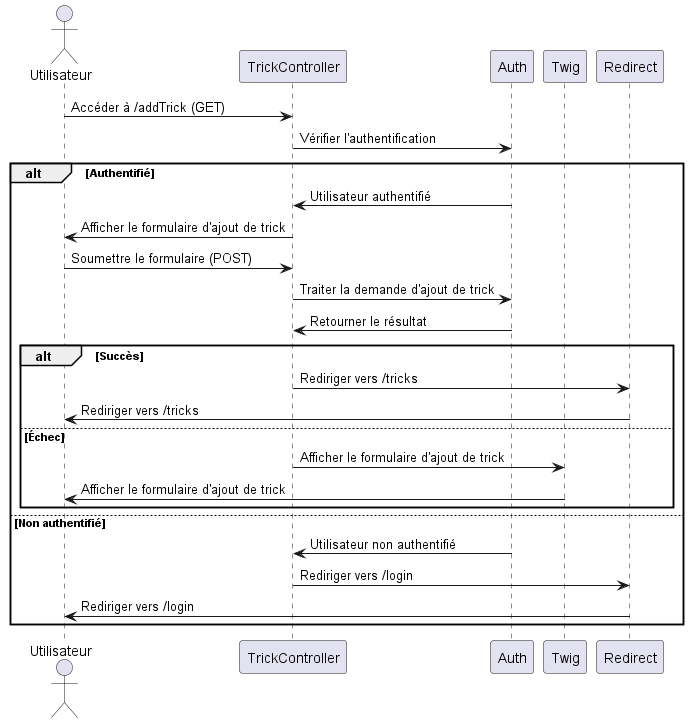 Utilisateur
TrickController
Auth
Twig
Redirect
Accéder à /addTrick (GET)
Vérifier l'authentification
alt
[Authentifié]
Utilisateur authentifié
Afficher le formulaire d'ajout de trick
Soumettre le formulaire (POST)
Traiter la demande d'ajout de trick
Retourner le résultat
alt
[Succès]
Rediriger vers /tricks
Rediriger vers /tricks
[Échec]
Afficher le formulaire d'ajout de trick
Afficher le formulaire d'ajout de trick
[Non authentifié]
Utilisateur non authentifié
Rediriger vers /login
Rediriger vers /login
Utilisateur
TrickController
Auth
Twig
Redirect